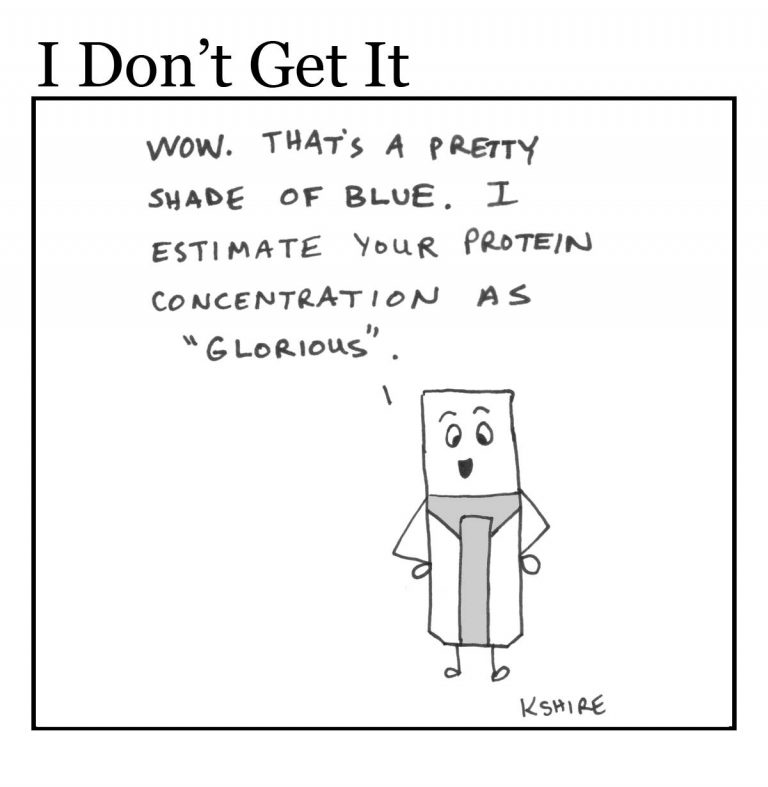 I Don’t Get It
WOW. THAT'S A PRETTY
SHADE OF BLUE. I
ESTIMATE YOUR PROTEIN
CONCENTRATION AS
"GLORIOUS".
KSHIRE